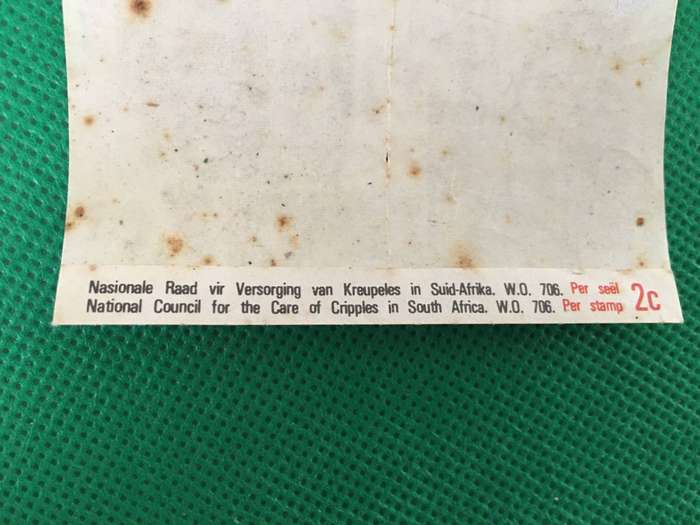 Nasionale Raad vir Versorging van Kreupeles in Suid-Afrika. W.O. 706. Per seël 2c
National Council for the Care of Cripples in South Africa. W.O. 706. Per stamp